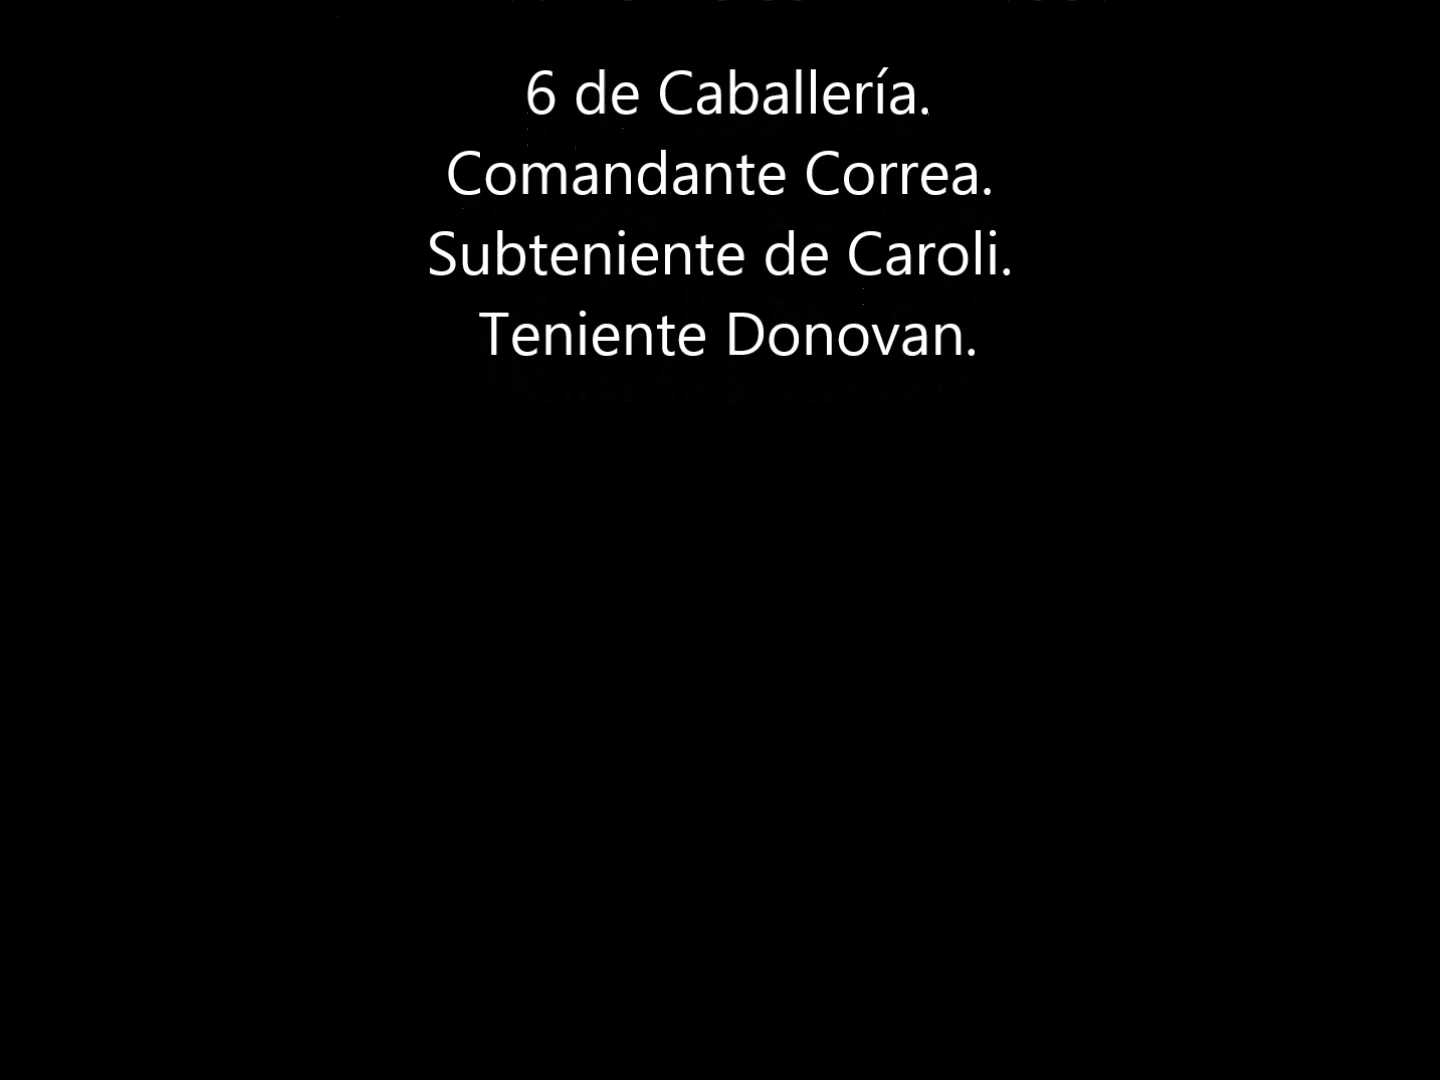 6 de Caballería.
Comandante Correa.
Subteniente de Caroli.
Teniente Donovan.